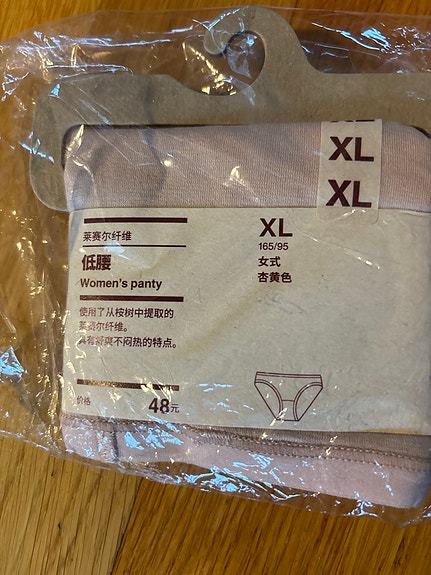 XL
XL
莱赛尔纤维
低腰
Women's panty
使用了从桉树中提取的
莱赛尔纤维。
具有舒爽不闷热的特点。
价格 48元
XL
165/95
女式
杏黄色